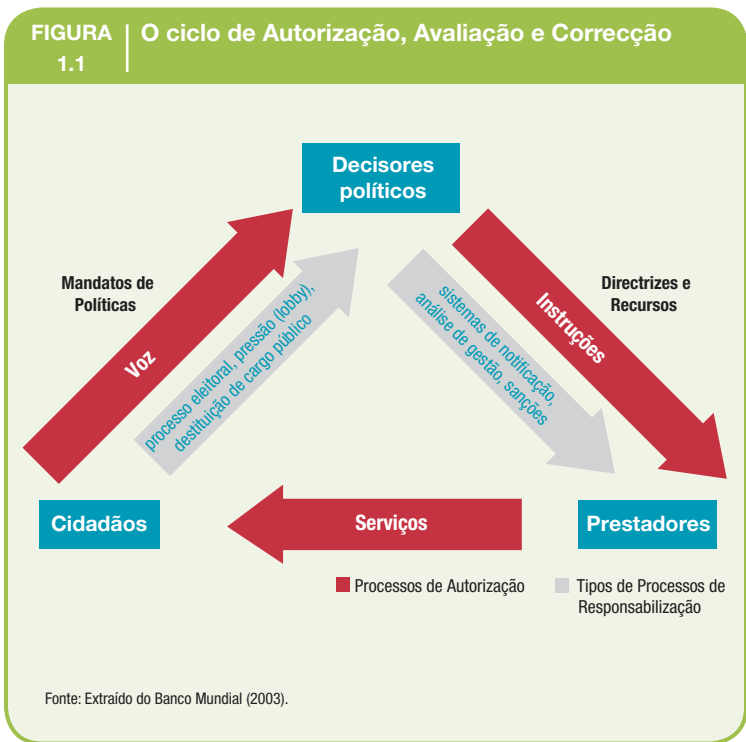 FIGURA
1.1
O ciclo de Autorização, Avaliação e Correcção
Decisores
políticos
Mandatos de
Políticas
Voz
processo eleitoral, pressão (lobby),
destituição de cargo público
sistemas de notificação,
análise de gestão, sanções
Instruções
Directrizes e
Recursos
Cidadãos
Serviços
Prestadores
Processos de Autorização
Tipos de Processos de
Responsabilização
Fonte: Extraído do Banco Mundial (2003).